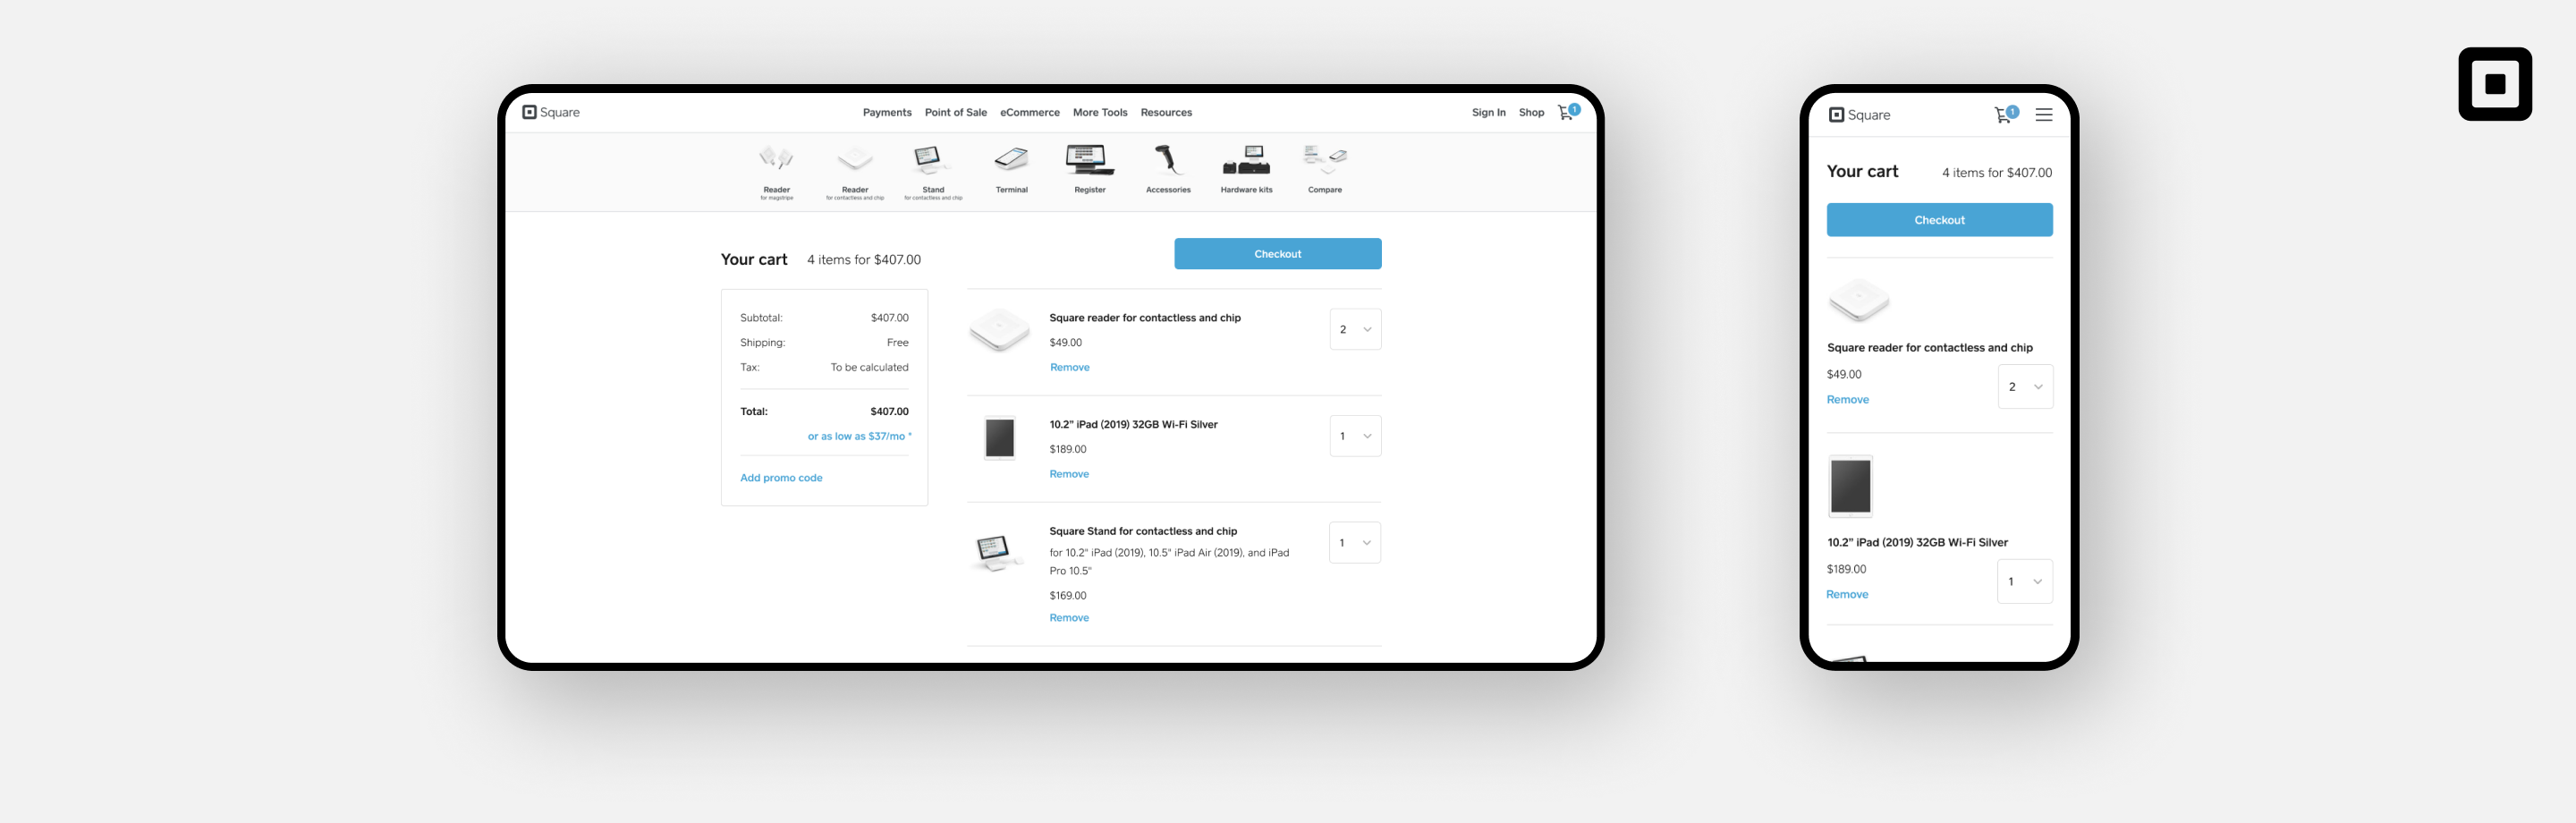 Square
Payments Point of Sale eCommerce More Tools Resources
Sign In Shop 1
Reader
for magstripe
Reader
for contactless and chip
Stand
for contactless and chip
Terminal
Register
Accessories
Hardware kits
Compare
Your cart 4 items for $407.00
Checkout
Subtotal: $407.00
Shipping: Free
Tax: To be calculated
Total: $407.00
or as low as $37/mo *
Add promo code
Square reader for contactless and chip
2
$49.00
Remove
10.2" iPad (2019) 32GB Wi-Fi Silver
1
$189.00
Remove
Square Stand for contactless and chip
1
for 10.2" iPad (2019), 10.5" iPad Air (2019), and iPad
Pro 10.5"
$169.00
Remove
Square 1
Your cart 4 items for $407.00
Checkout
Square reader for contactless and chip
$49.00
2
Remove
10.2" iPad (2019) 32GB Wi-Fi Silver
$189.00
1
Remove